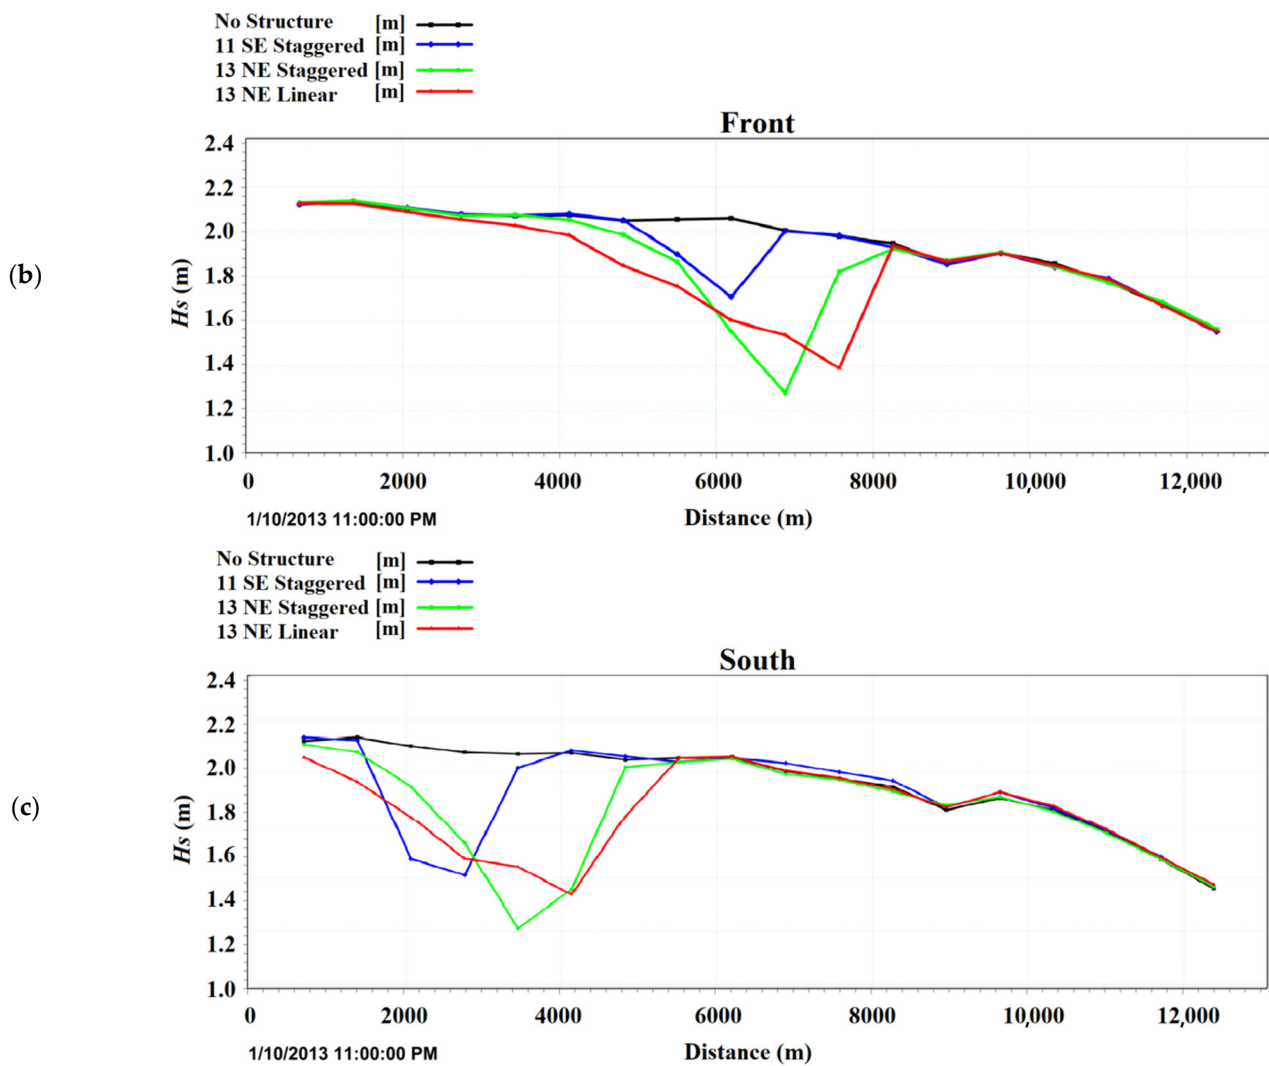 No Structure [m]
11 SE Staggered [m]
13 NE Staggered [m]
13 NE Linear [m]
Front
(b)
Hs (m)
2.4
2.2
2.0
1.8
1.6
1.4
1.2
1.0
0 2000 4000 6000 8000 10,000 12,000
1/10/2013 11:00:00 PM
Distance (m)
No Structure [m]
11 SE Staggered [m]
13 NE Staggered [m]
13 NE Linear [m]
South
(c)
Hs (m)
2.4
2.2
2.0
1.8
1.6
1.4
1.2
1.0
0 2000 4000 6000 8000 10,000 12,000
1/10/2013 11:00:00 PM
Distance (m)